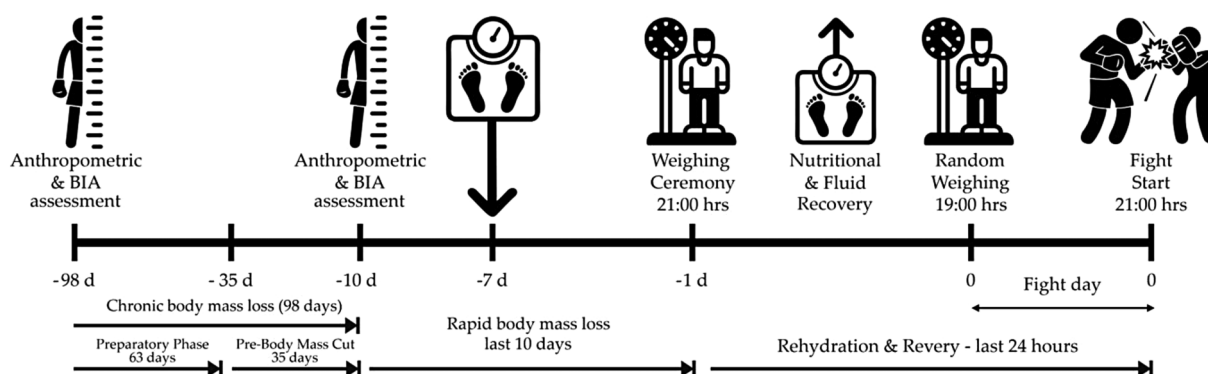 Anthropometric
& BIA
assessment
Anthropometric
& BIA
assessment
Weighing
Ceremony
21:00 hrs
Nutritional
& Fluid
Recovery
Random
Weighing
19:00 hrs
Fight
Start
21:00 hrs
-98 d
-35 d
-10 d
-7 d
-1 d
0
0
Fight day
Chronic body mass loss (98 days)
Preparatory Phase
63 days
Pre-Body Mass Cut
35 days
Rapid body mass loss
last 10 days
Rehydration & Revery - last 24 hours